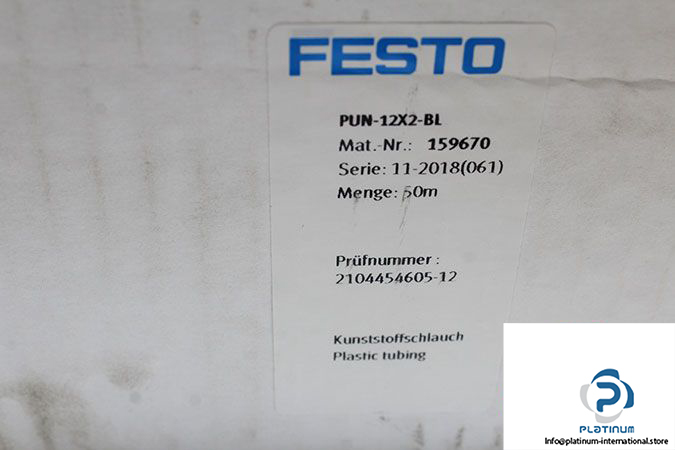 FESTO
PUN-12X2-BL
Mat.-Nr.: 159670
Serie: 11-2018(061)
Menge: 50m
Prüfnummer :
2104454605-12
Kunststoffschlauch
Plastic tubing
PLATINUM
Info@platinum-international.store